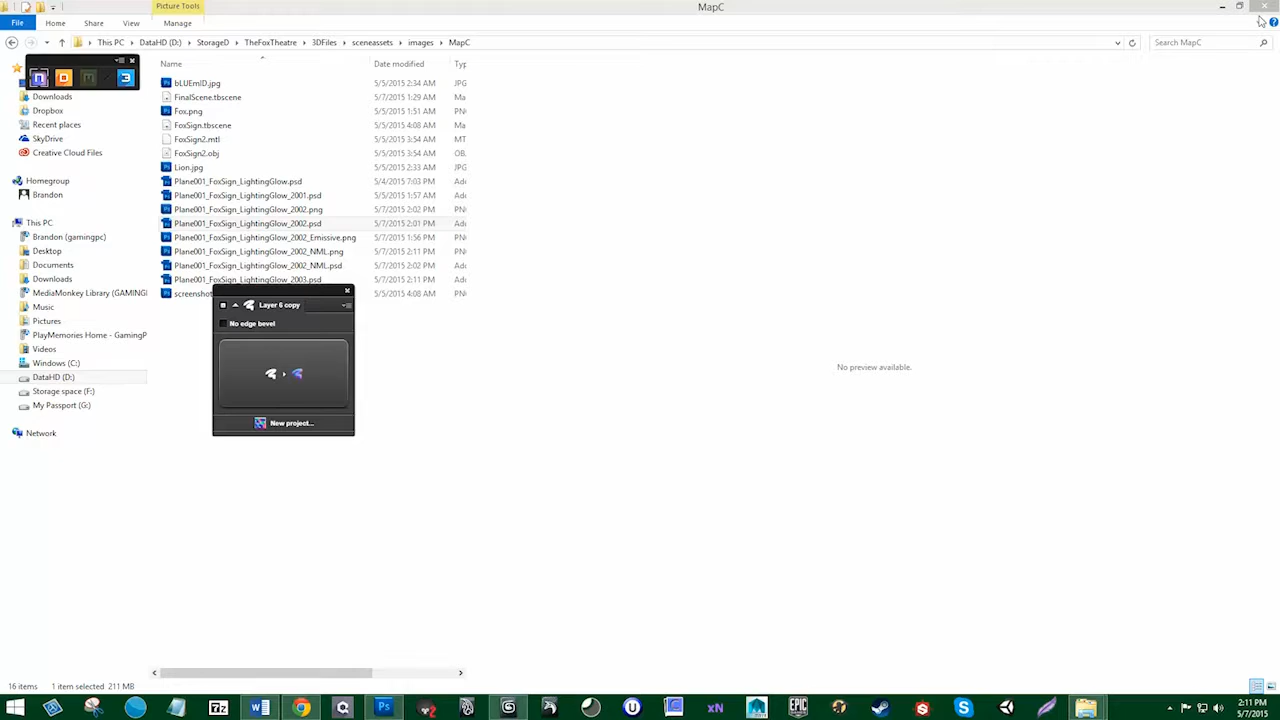 Picture Tools
MapC
File Home Share View Manage
This PC DataHD (D:) StorageD TheFoxTheatre 3DFiles sceneassets images MapC
Search MapC
Name Date modified Typ
Downloads
Dropbox
Recent places
SkyDrive
Creative Cloud Files
Homegroup
Brandon
This PC
Brandon (gamingpc)
Desktop
Documents
Downloads
MediaMonkey Library (GAMING
Music
Pictures
PlayMemories Home - GamingP
Videos
Windows (C:)
DataHD (D:)
Storage space (F:)
My Passport (G:)
Network
bLUEmID.jpg 5/5/2015 2:34 AM JPG
FinalScene.tbscene 5/7/2015 1:29 AM Ma
Fox.png 5/5/2015 1:51 AM PN
FoxSign.tbscene 5/5/2015 4:08 AM Ma
FoxSign2.mtl 5/5/2015 3:54 AM MT
FoxSign2.obj 5/5/2015 3:54 AM OB
Lion.jpg 5/5/2015 2:33 AM JPG
Plane001_FoxSign_LightingGlow.psd 5/4/2015 7:03 PM Ado
Plane001_FoxSign_LightingGlow_2001.psd 5/5/2015 1:57 AM Ado
Plane001_FoxSign_LightingGlow_2002.png 5/7/2015 2:02 PM PN
Plane001_FoxSign_LightingGlow_2002.psd 5/7/2015 2:01 PM Ado
Plane001_FoxSign_LightingGlow_2002_Emissive.png 5/7/2015 1:56 PM PN
Plane001_FoxSign_LightingGlow_2002_NML.png 5/7/2015 2:11 PM PN
Plane001_FoxSign_LightingGlow_2002_NML.psd 5/7/2015 2:02 PM Ado
Plane001_FoxSign_LightingGlow_2003.psd 5/7/2015 2:11 PM Ado
screenshot 5/5/2015 4:08 AM PN
Layer 6 copy
No edge bevel
New project...
No preview available.
16 items 1 item selected 211 MB
2:11 PM
5/7/2015